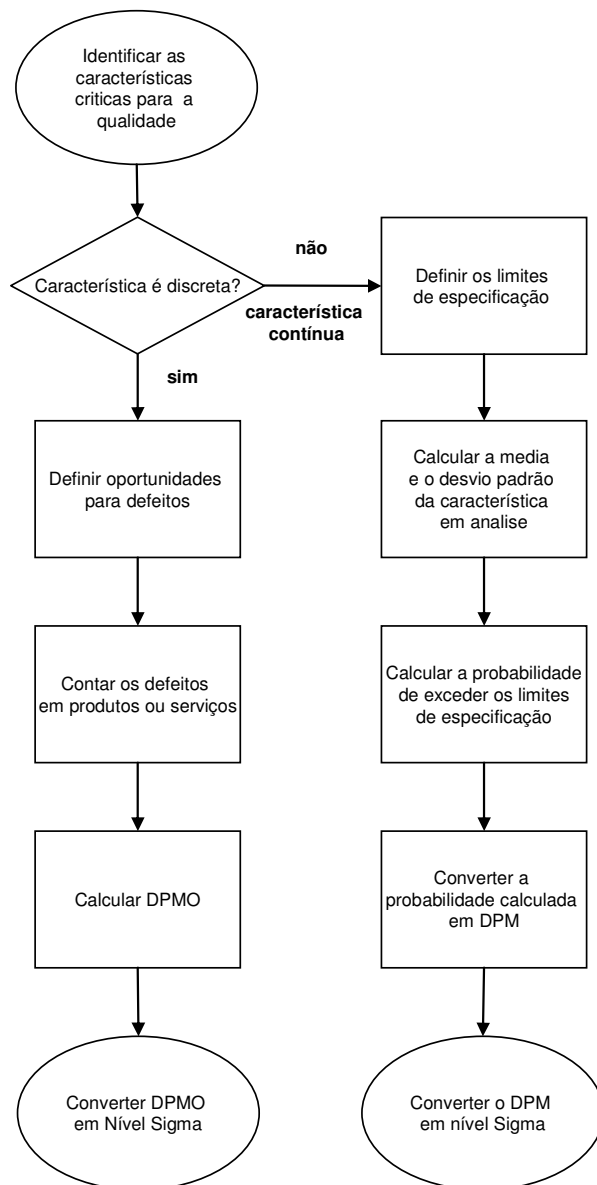 Identificar as
características
criticas para a
qualidade
Característica é discreta?
não
característica
contínua
Definir os limites
de especificação
sim
Definir oportunidades
para defeitos
Calcular a media
e o desvio padrão
da característica
em analise
Contar os defeitos
em produtos ou serviços
Calcular a probabilidade
de exceder os limites
de especificação
Calcular DPMO
Converter a
probabilidade calculada
em DPM
Converter DPMO
em Nível Sigma
Converter o DPM
em nível Sigma